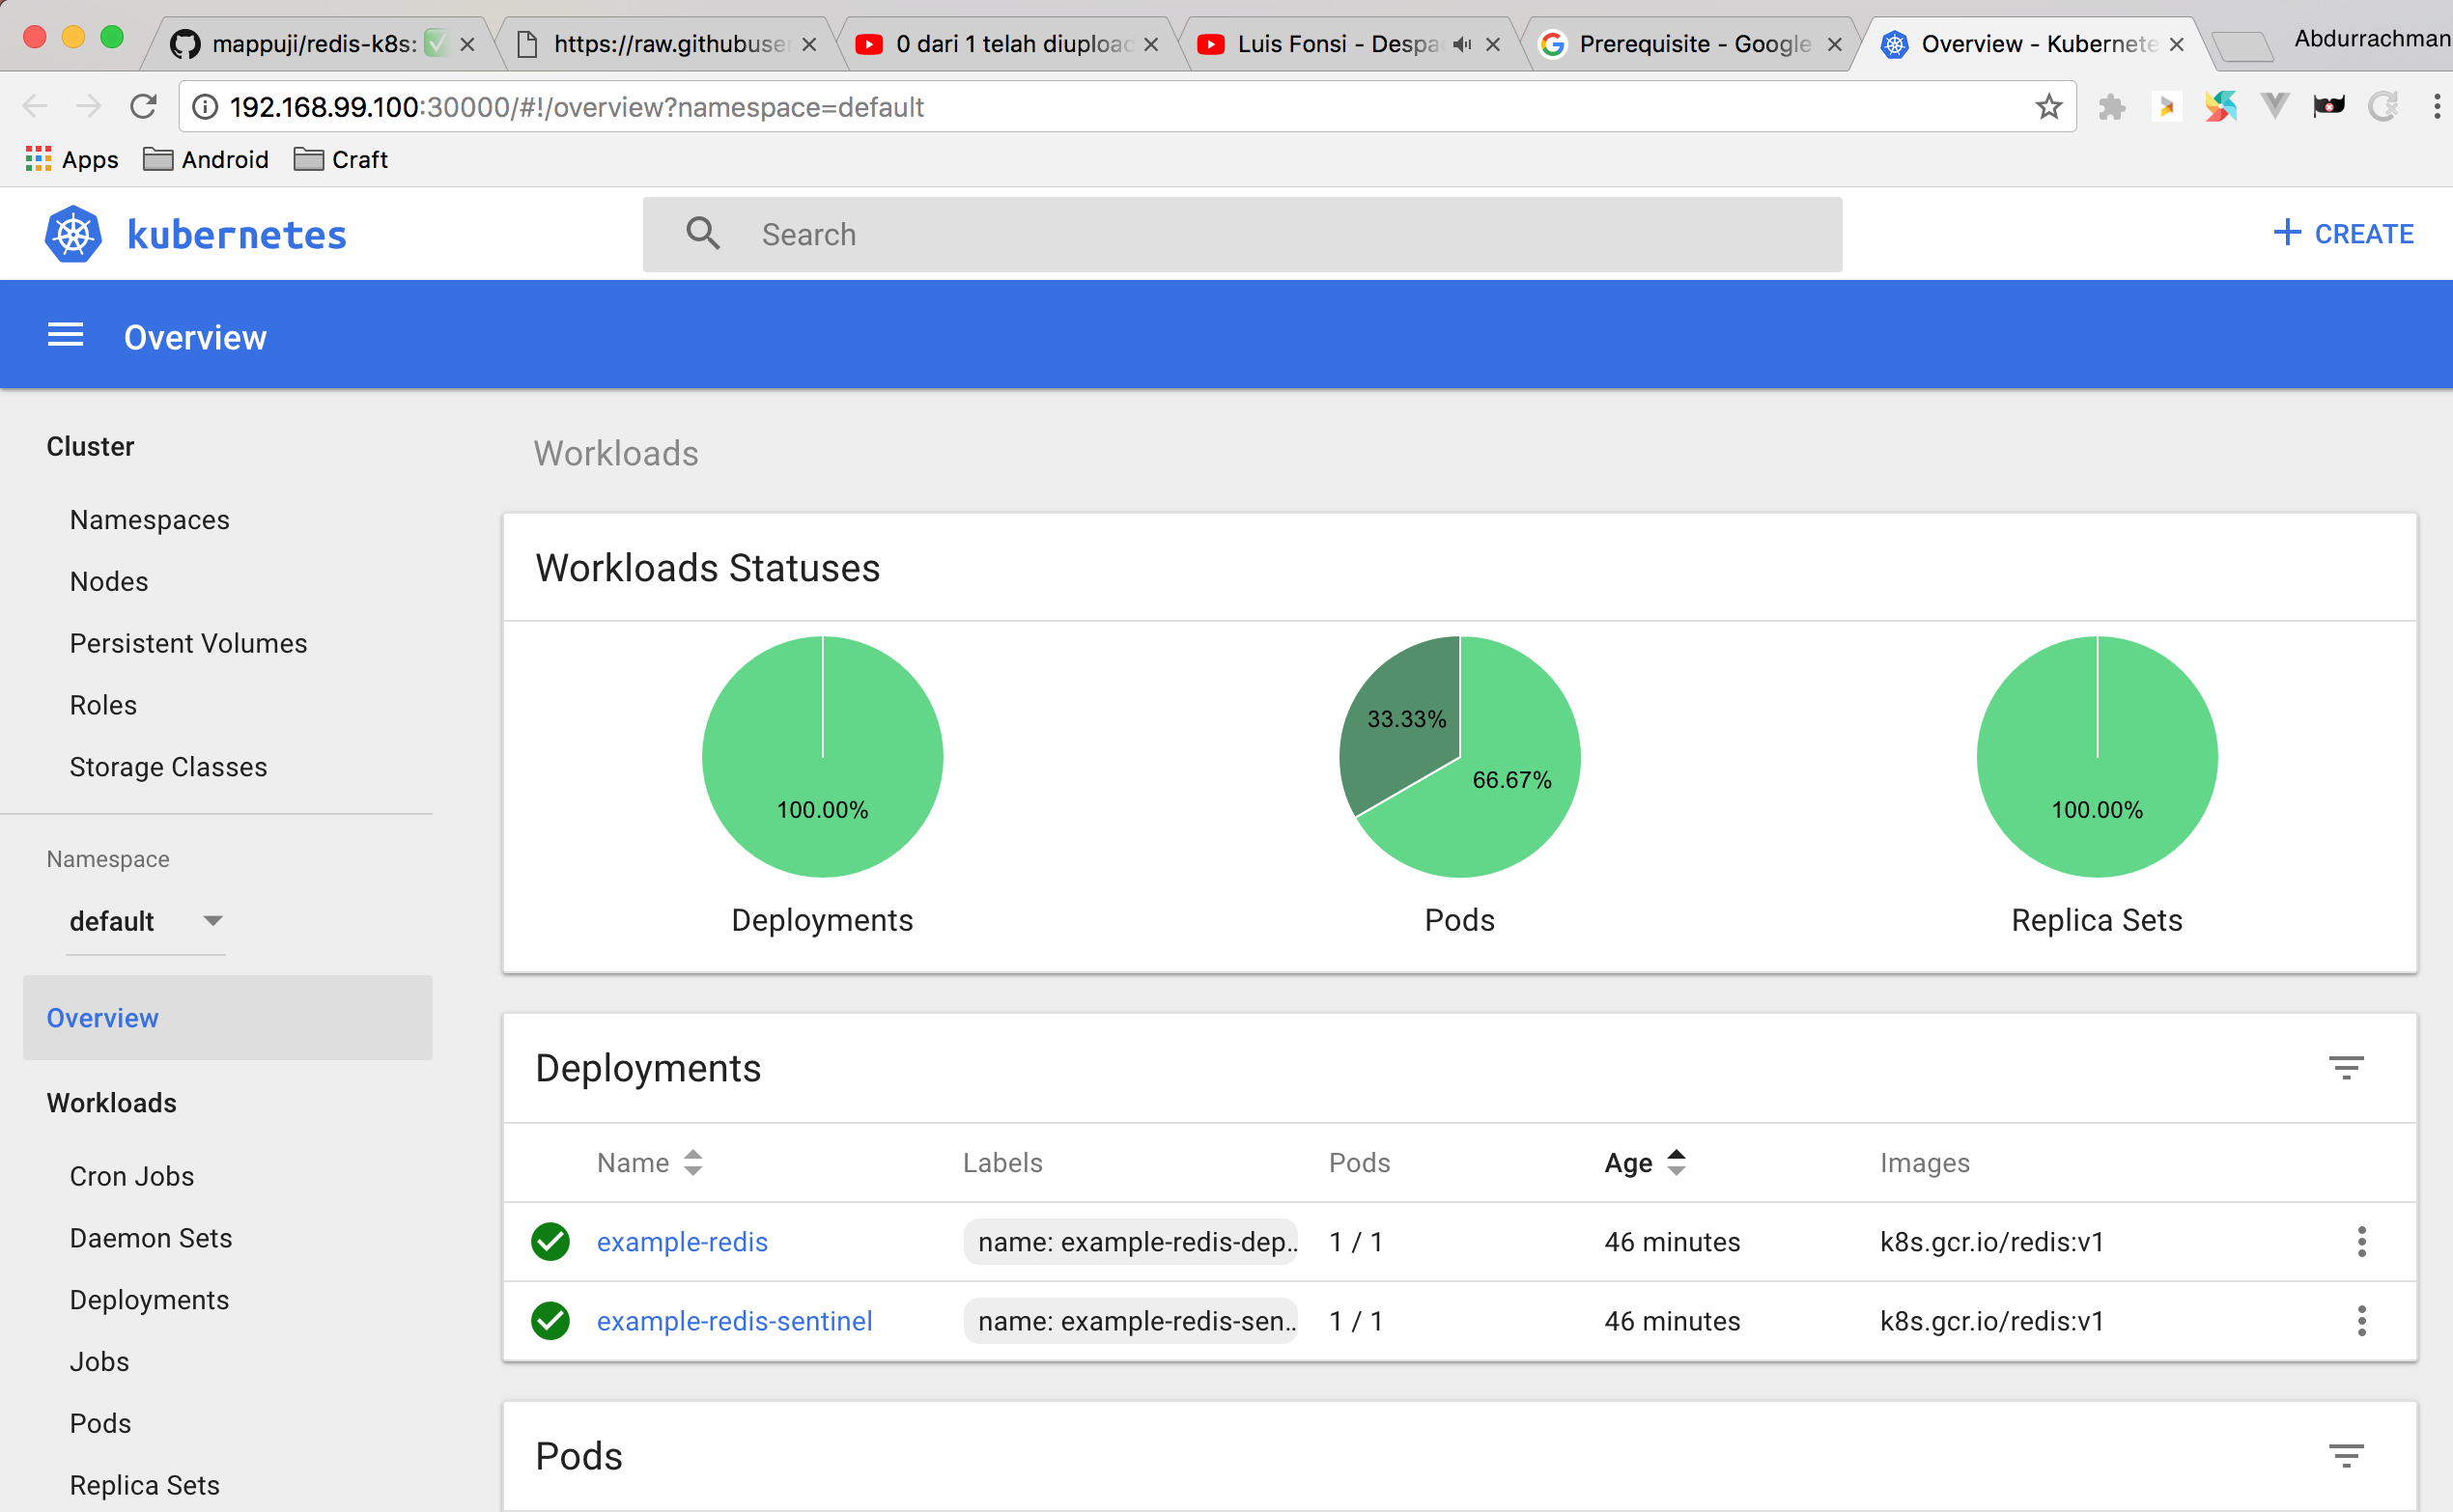 mappuji/redis-k8s: ✅
https://raw.githubuser
0 dari 1 telah diupload
Luis Fonsi - Despa
Prerequisite - Google
Overview - Kubernete
Abdurrachman
192.168.99.100:30000/#!/overview?namespace=default
Apps
Android
Craft
kubernetes
Search
+ CREATE
Overview
Cluster
Namespaces
Nodes
Persistent Volumes
Roles
Storage Classes
Namespace
default
Overview
Workloads
Cron Jobs
Daemon Sets
Deployments
Jobs
Pods
Replica Sets
Workloads
Workloads Statuses
100.00%
33.33%
66.67%
100.00%
Deployments
Pods
Replica Sets
Deployments
Name Labels Pods Age Images
example-redis name: example-redis-dep.. 1 / 1 46 minutes k8s.gcr.io/redis:v1
example-redis-sentinel name: example-redis-sen.. 1 / 1 46 minutes k8s.gcr.io/redis:v1
Pods